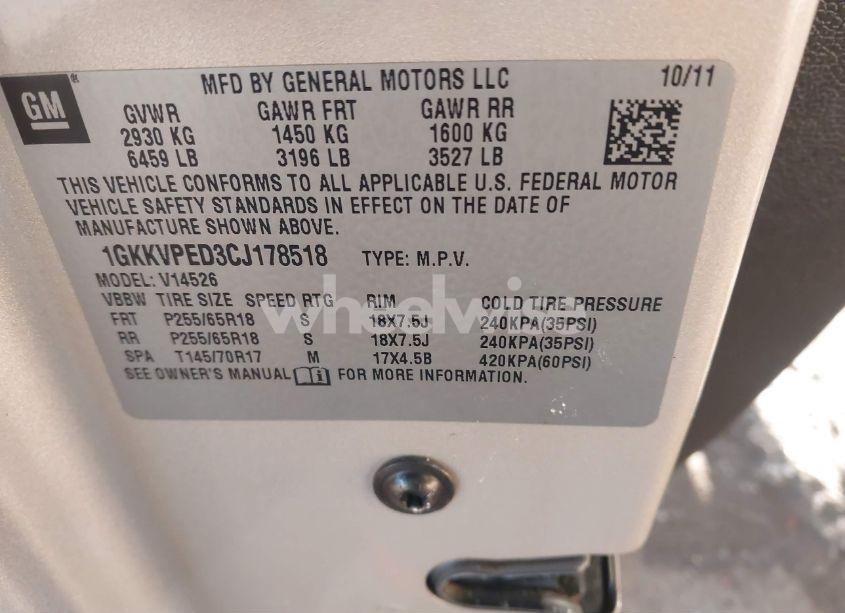 GM
MFD BY GENERAL MOTORS LLC 10/11
GVWR GAWR FRT GAWR RR
2930 KG 1450 KG 1600 KG
6459 LB 3196 LB 3527 LB
THIS VEHICLE CONFORMS TO ALL APPLICABLE U.S. FEDERAL MOTOR
VEHICLE SAFETY STANDARDS IN EFFECT ON THE DATE OF
MANUFACTURE SHOWN ABOVE.
1GKKVPED3CJ178518 TYPE: M.P.V.
MODEL: V14526
VBBW TIRE SIZE SPEED RTG RIM COLD TIRE PRESSURE
FRT P255/65R18 S 18X7.5J 240KPA(35PSI)
RR P255/65R18 S 18X7.5J 240KPA(35PSI)
SPA T145/70R17 M 17X4.5B 420KPA(60PSI)
SEE OWNER'S MANUAL FOR MORE INFORMATION.
wheelwise